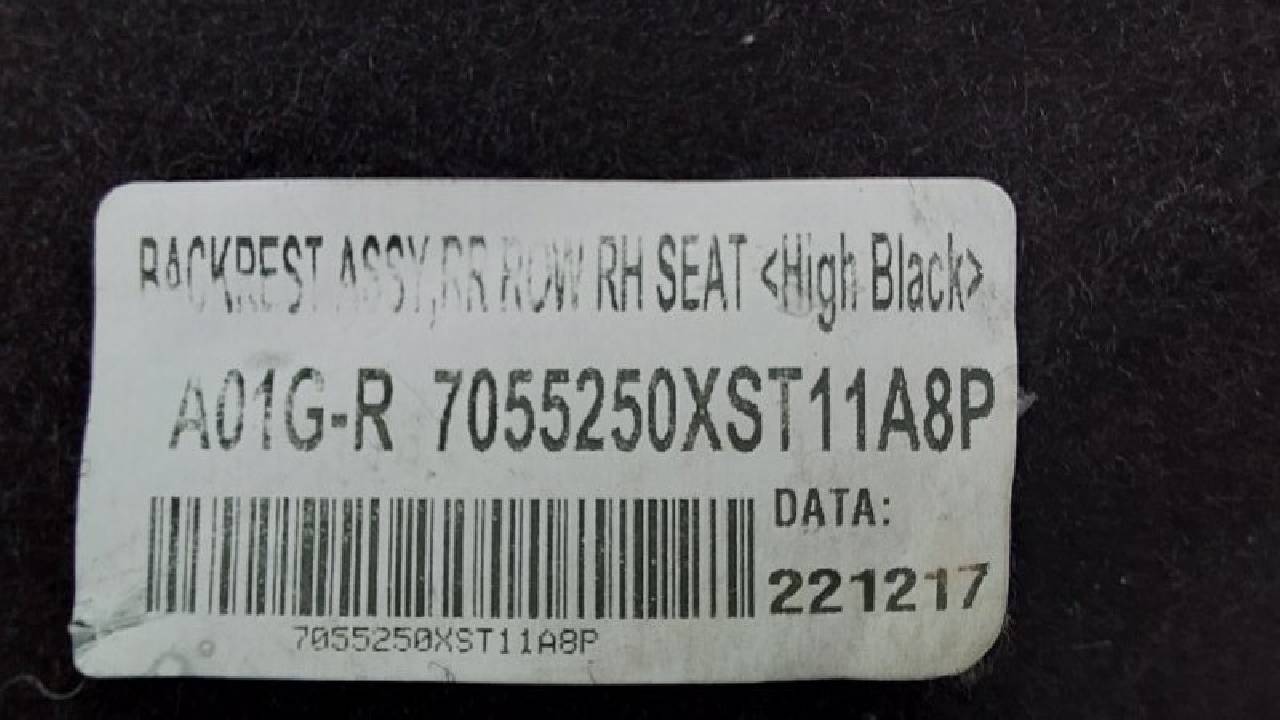 BACKREST ASSY,RR ROW RH SEAT <High Black>
A01G-R 7055250XST11A8P
DATA:
221217
7055250XST11A8P